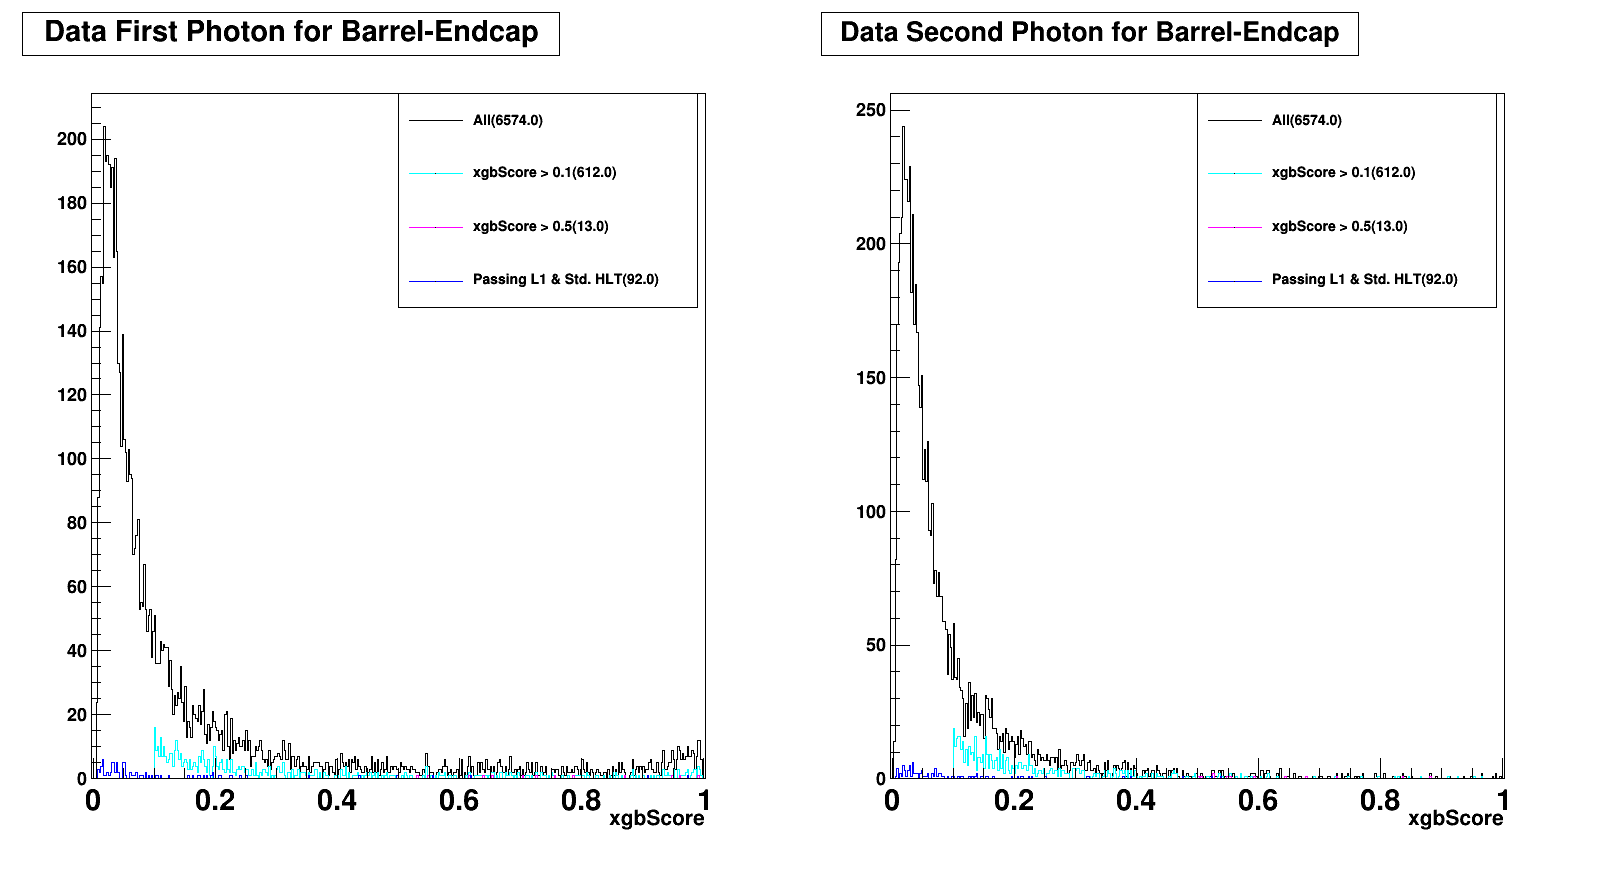 Data First Photon for Barrel-Endcap
All(6574.0)
xgbScore > 0.1(612.0)
xgbScore > 0.5(13.0)
Passing L1 & Std. HLT(92.0)
200
180
160
140
120
100
80
60
40
20
0
0 0.2 0.4 0.6 0.8 1
xgbScore
Data Second Photon for Barrel-Endcap
All(6574.0)
xgbScore > 0.1(612.0)
xgbScore > 0.5(13.0)
Passing L1 & Std. HLT(92.0)
250
200
150
100
50
0
0 0.2 0.4 0.6 0.8 1
xgbScore